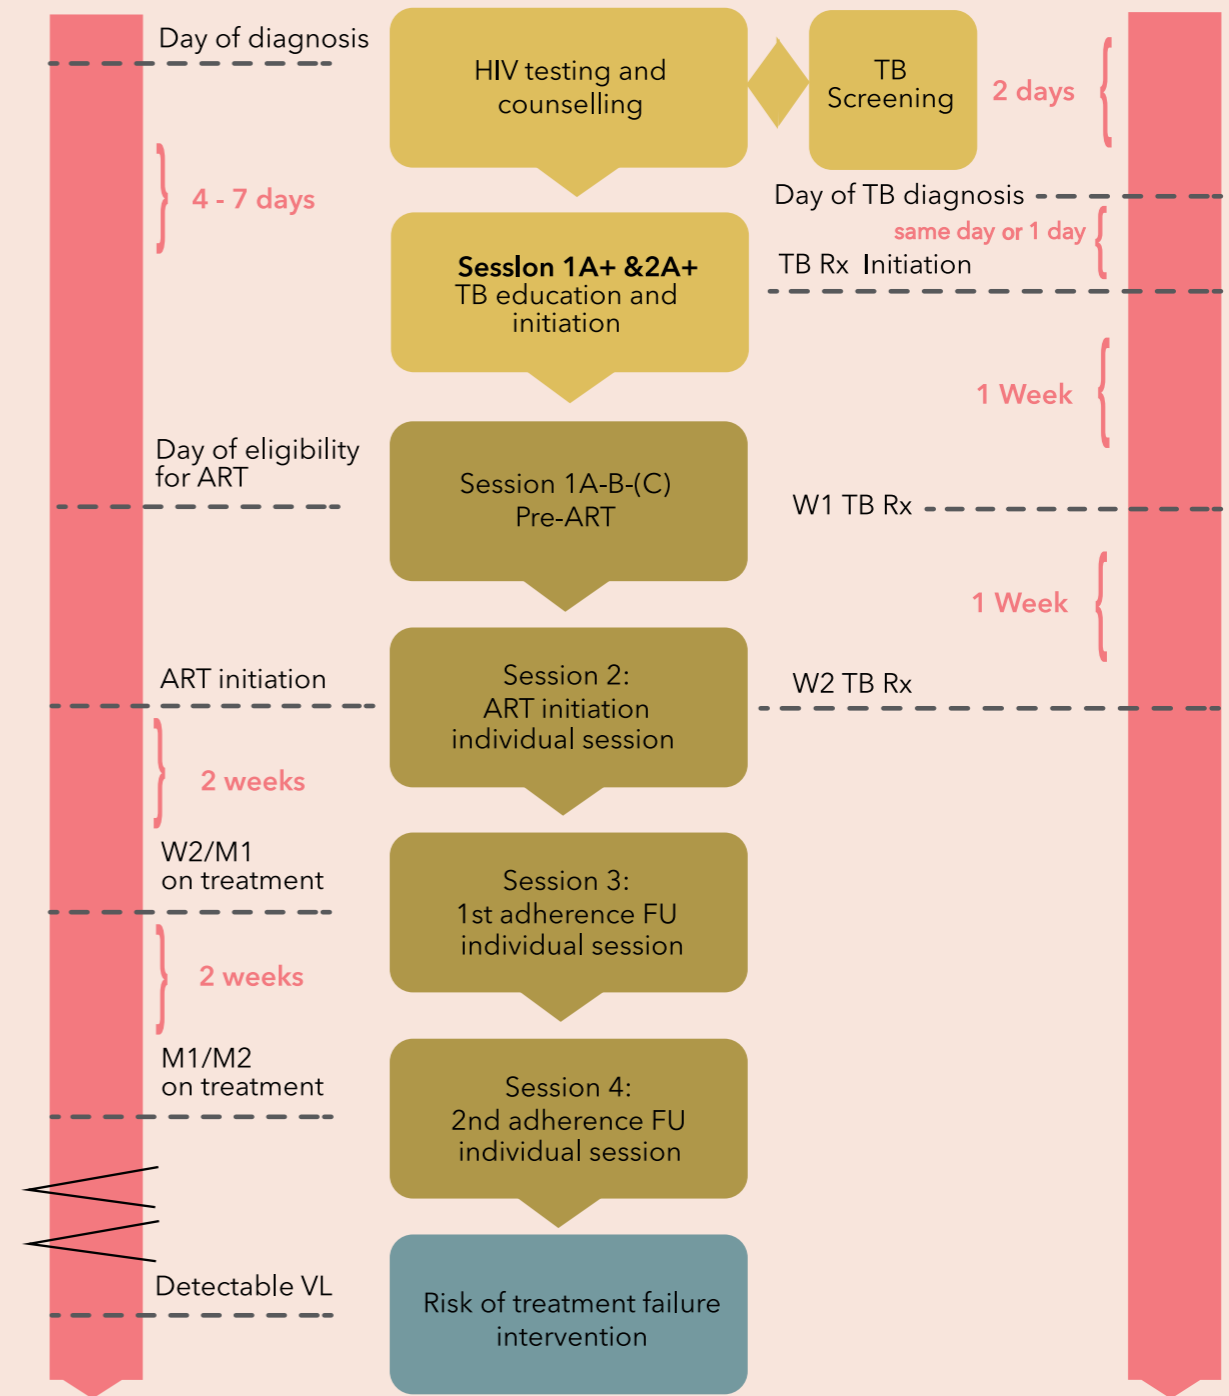 Day of diagnosis
HIV testing and
counselling
TB
Screening
2 days
4 - 7 days
Day of TB diagnosis
same day or 1 day
TB Rx Initiation
SessIon 1A+ &2A+
TB education and
initiation
1 Week
Day of eligibility
for ART
Session 1A-B-(C)
Pre-ART
W1 TB Rx
1 Week
ART initiation
Session 2:
ART initiation
individual session
W2 TB Rx
2 weeks
W2/M1
on treatment
Session 3:
1st adherence FU
individual session
2 weeks
M1/M2
on treatment
Session 4:
2nd adherence FU
individual session
Detectable VL
Risk of treatment failure
intervention